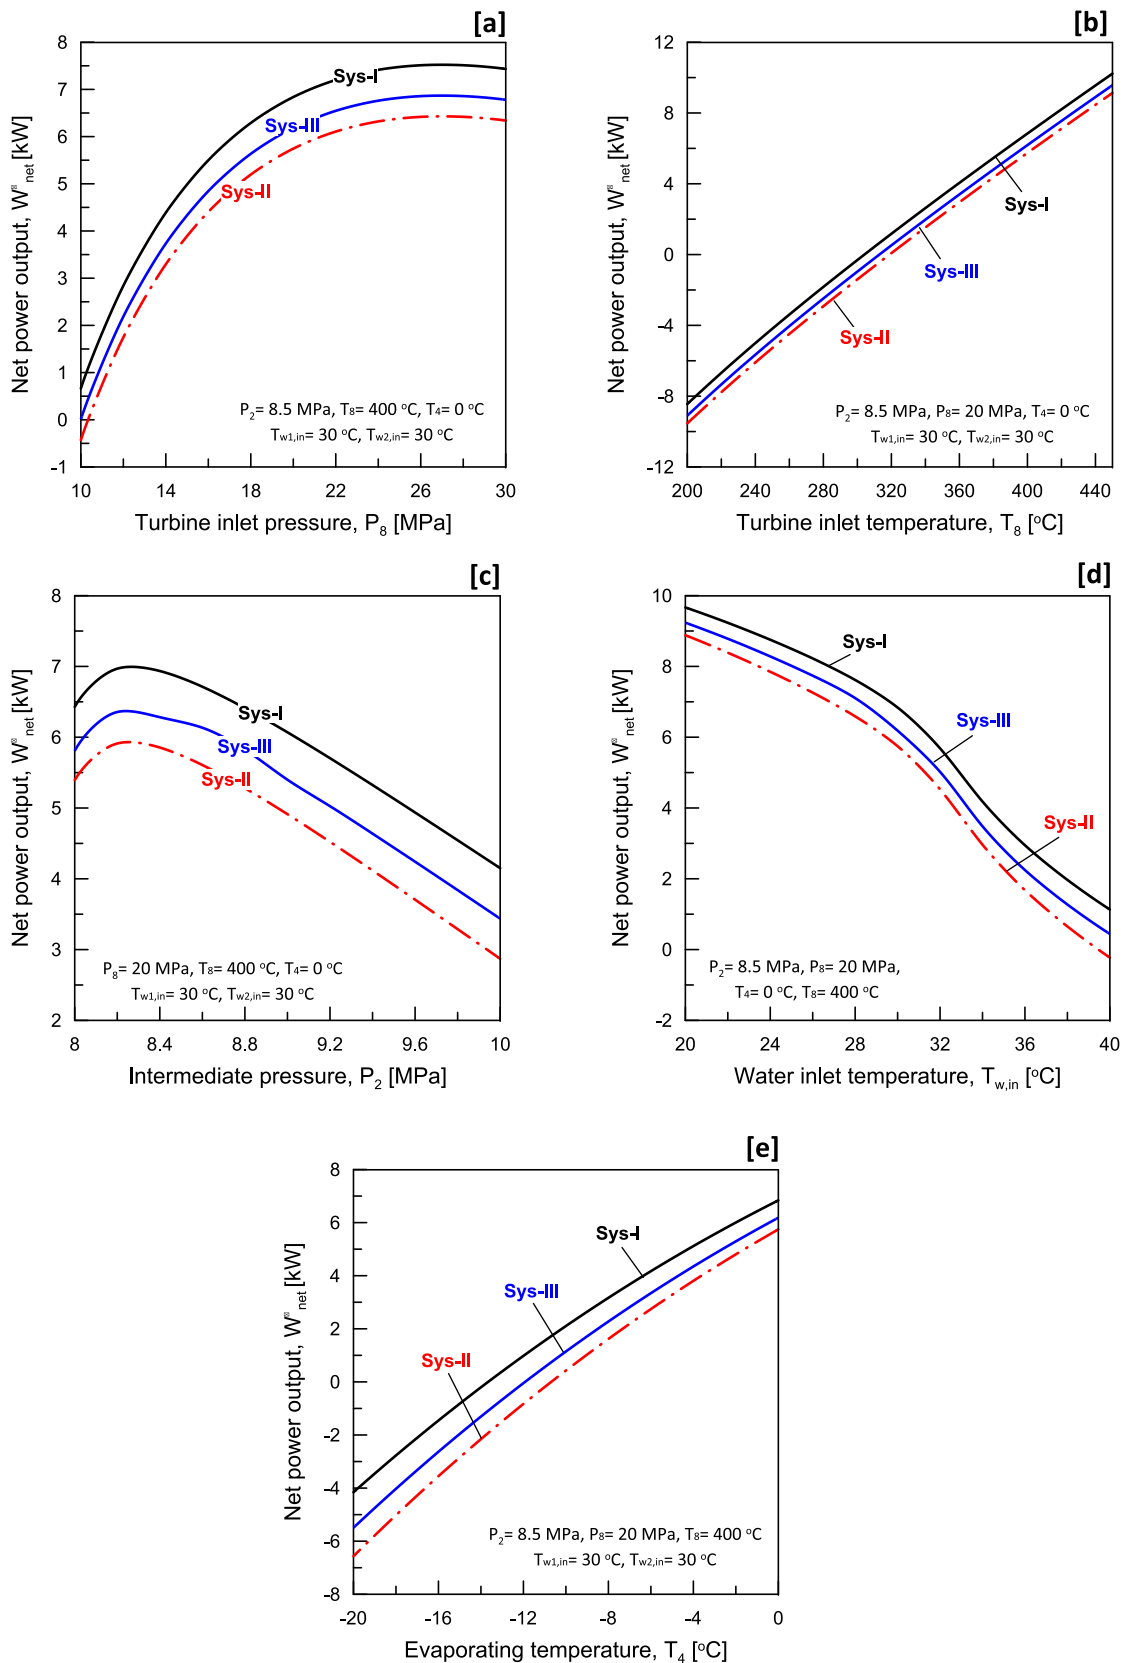 [a]
8
7
6
5
4
3
2
1
0
-1
Net power output, W net [kW]
Sys-I
Sys-III
Sys-II
P2= 8.5 MPa, T8= 400 °C, T4= 0 °C
Tw1,in= 30 °C, Tw2,in= 30 °C
10 14 18 22 26 30
Turbine inlet pressure, P8 [MPa]
[b]
12
8
4
0
-4
-8
-12
Net power output, W net [kW]
Sys-I
Sys-III
Sys-II
P2= 8.5 MPa, P8= 20 MPa, T4= 0 °C
Tw1,in= 30 °C, Tw2,in= 30 °C
200 240 280 320 360 400 440
Turbine inlet temperature, T8 [°C]
[c]
8
7
6
5
4
3
2
Net power output, W net [kW]
Sys-I
Sys-III
Sys-II
P8= 20 MPa, T8= 400 °C, T4= 0 °C
Tw1,in= 30 °C, Tw2,in= 30 °C
8 8.4 8.8 9.2 9.6 10
Intermediate pressure, P2 [MPa]
[d]
10
8
6
4
2
0
-2
Net power output, W net [kW]
Sys-I
Sys-III
Sys-II
P2= 8.5 MPa, P8= 20 MPa,
T4= 0 °C, T8= 400 °C
20 24 28 32 36 40
Water inlet temperature, Tw,in [°C]
[e]
8
6
4
2
0
-2
-4
-6
-8
Net power output, W net [kW]
Sys-I
Sys-III
Sys-II
P2= 8.5 MPa, P8= 20 MPa, T8= 400 °C
Tw1,in= 30 °C, Tw2,in= 30 °C
-20 -16 -12 -8 -4 0
Evaporating temperature, T4 [°C]